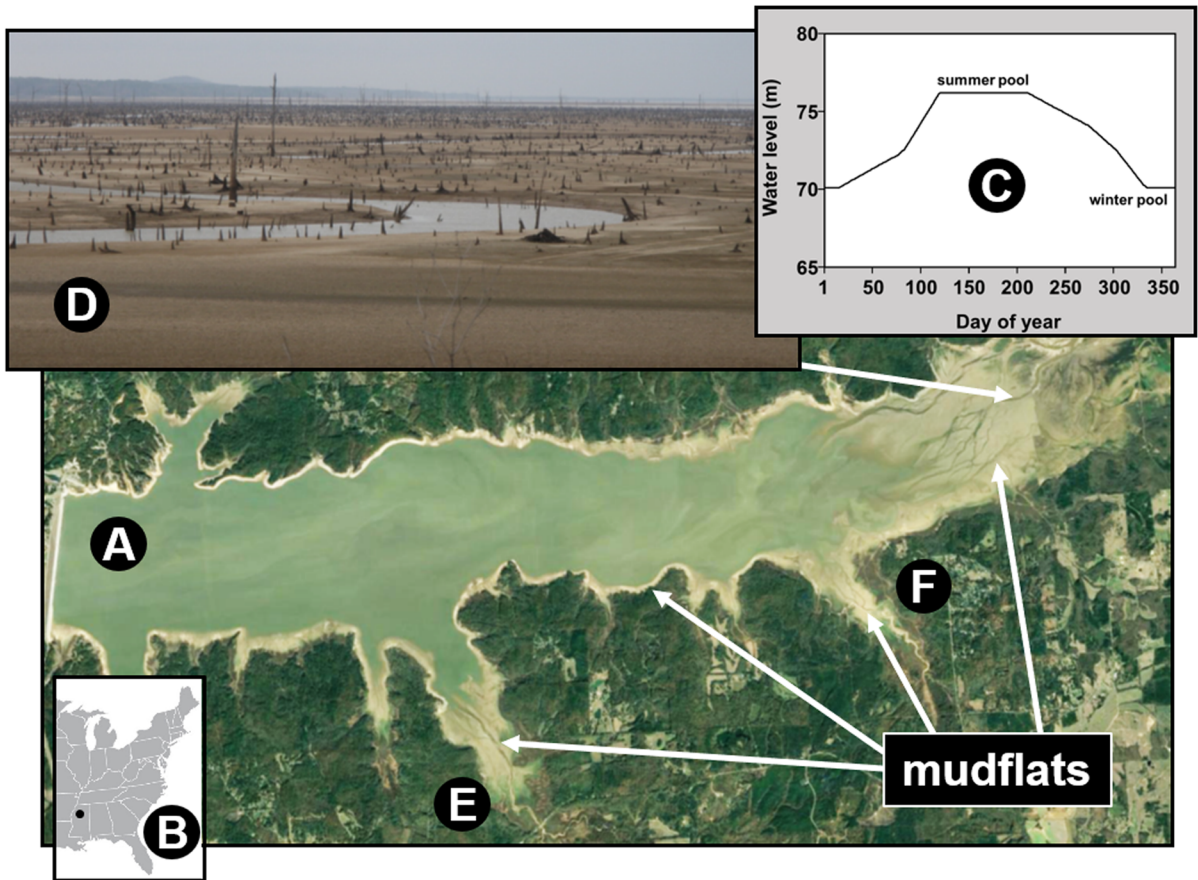 80
75
70
65
Water level (m)
summer pool
winter pool
C
1 50 100 150 200 250 300 350
Day of year
D
A
F
mudflats
E
B